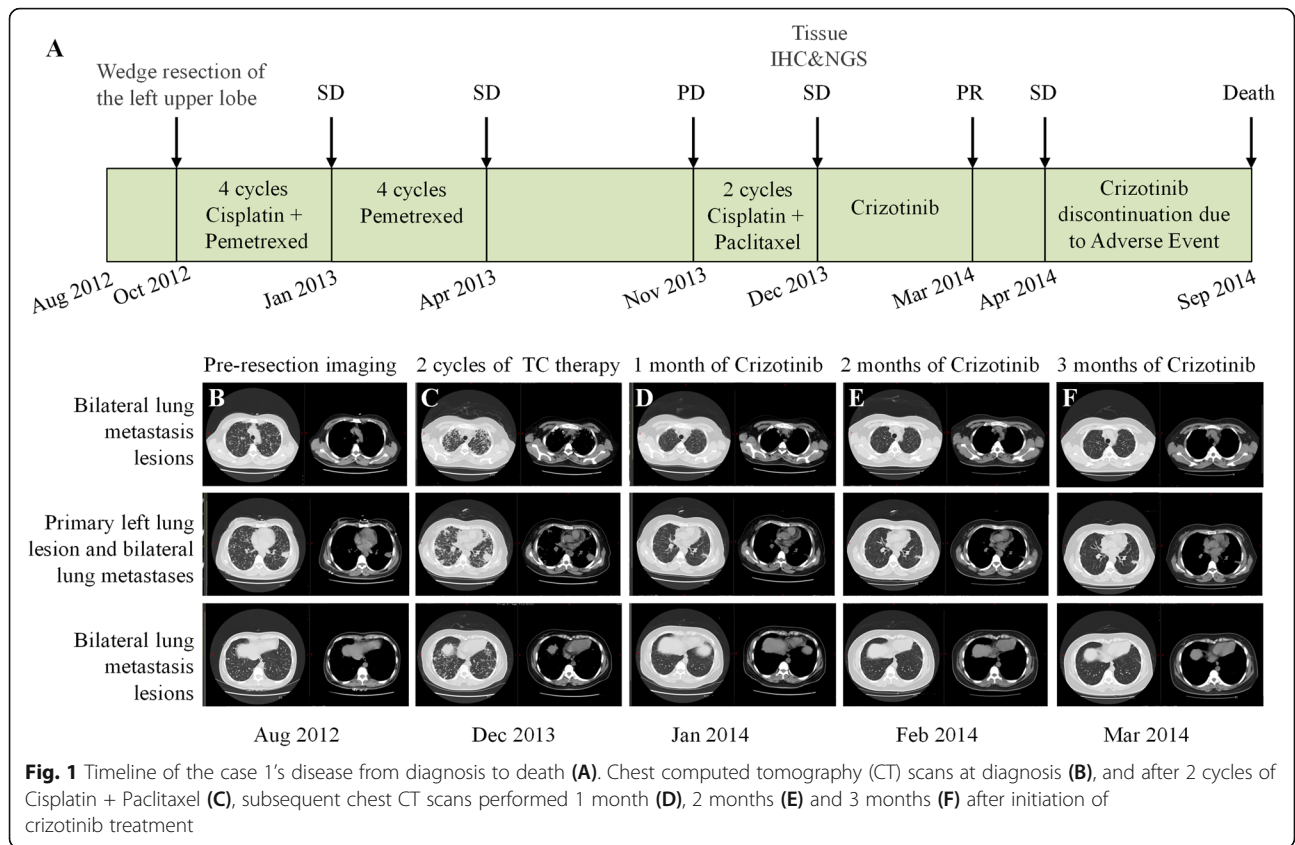 A
Wedge resection of
the left upper lobe
SD
SD
PD
Tissue
IHC&NGS
SD
PR
SD
Death
4 cycles
Cisplatin +
Pemetrexed
4 cycles
Pemetrexed
2 cycles
Cisplatin +
Paclitaxel
Crizotinib
Crizotinib
discontinuation due
to Adverse Event
Aug 2012
Oct 2012
Jan 2013
Apr 2013
Nov 2013
Dec 2013
Mar 2014
Apr 2014
Sep 2014
Pre-resection imaging
2 cycles of TC therapy
1 month of Crizotinib
2 months of Crizotinib
3 months of Crizotinib
B
C
D
E
F
Bilateral lung
metastasis
lesions
Primary left lung
lesion and bilateral
lung metastases
Bilateral lung
metastasis
lesions
Aug 2012
Dec 2013
Jan 2014
Feb 2014
Mar 2014
Fig. 1 Timeline of the case 1's disease from diagnosis to death (A). Chest computed tomography (CT) scans at diagnosis (B), and after 2 cycles of
Cisplatin + Paclitaxel (C), subsequent chest CT scans performed 1 month (D), 2 months (E) and 3 months (F) after initiation of
crizotinib treatment